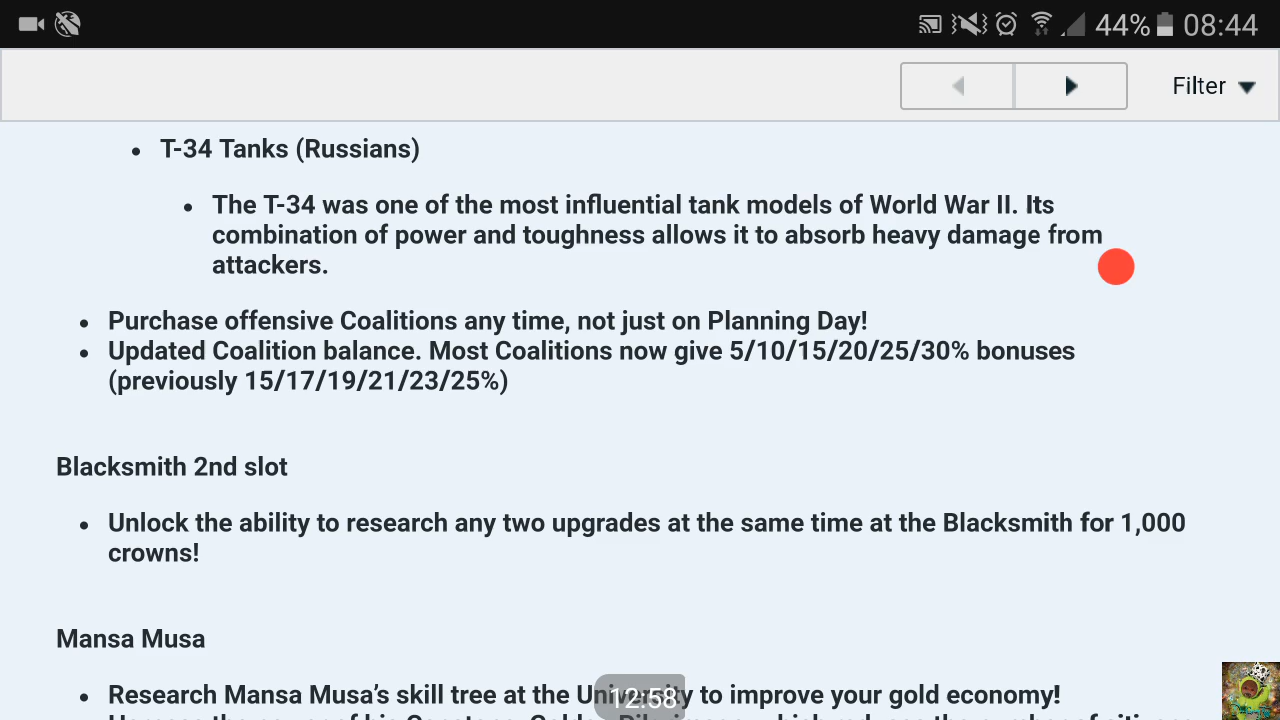 44% 08:44
Filter
T-34 Tanks (Russians)
The T-34 was one of the most influential tank models of World War II. Its
combination of power and toughness allows it to absorb heavy damage from
attackers.
Purchase offensive Coalitions any time, not just on Planning Day!
Updated Coalition balance. Most Coalitions now give 5/10/15/20/25/30% bonuses
(previously 15/17/19/21/23/25%)
Blacksmith 2nd slot
Unlock the ability to research any two upgrades at the same time at the Blacksmith for 1,000
crowns!
Mansa Musa
Research Mansa Musa's skill tree at the University to improve your gold economy!
12:58